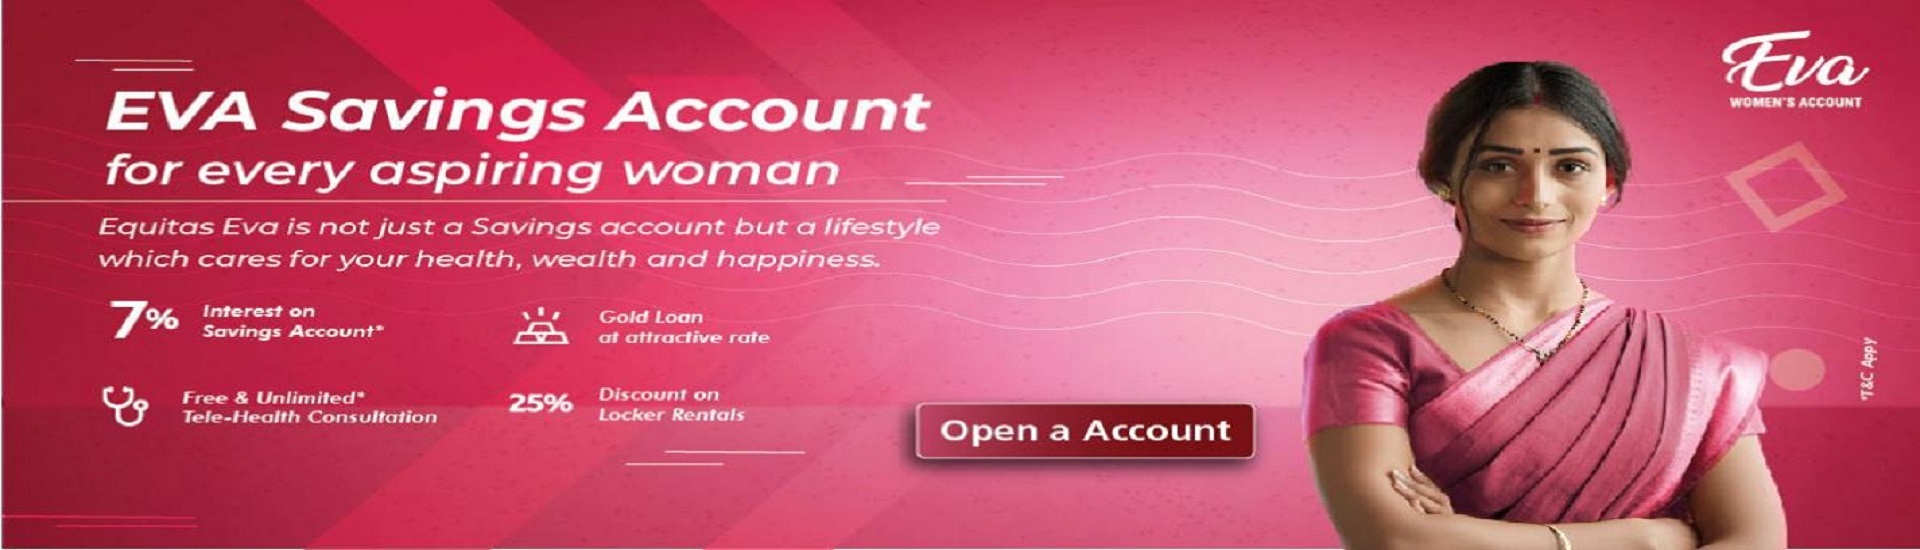 EVA Savings Account
for every aspiring woman
Equitas Eva is not just a Savings account but a lifestyle
which cares for your health, wealth and happiness.
7% Interest on
Savings Account*
Gold Loan
at attractive rate
Free & Unlimited*
Tele-Health Consultation
25% Discount on
Locker Rentals
Open a Account
Eva
WOMEN'S ACCOUNT
*T&C Appy